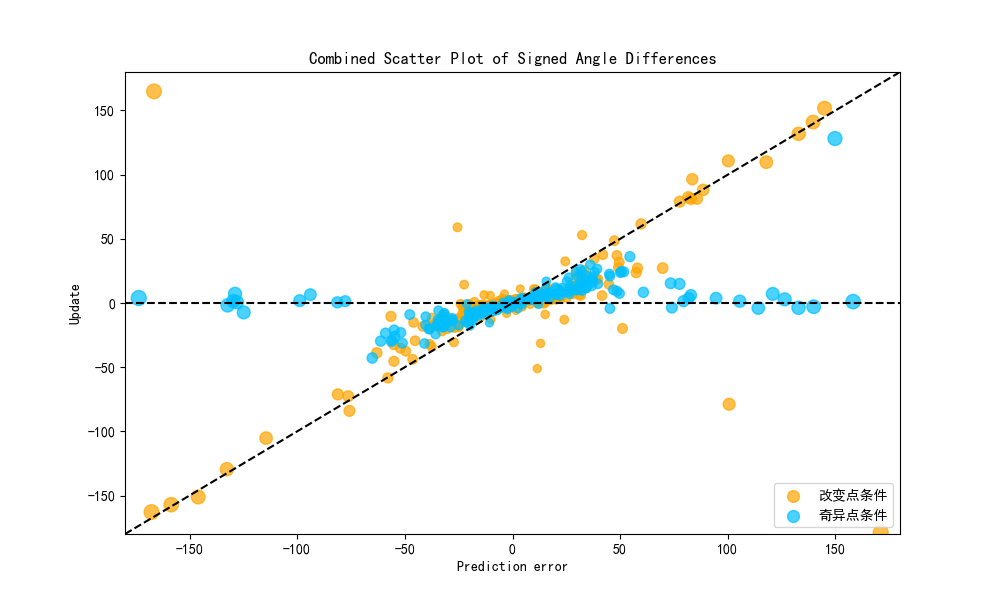 Combined Scatter Plot of Signed Angle Differences
150
100
50
0
−50
−100
−150
Update
−150
−100
−50
0
50
100
150
Prediction error
改变点条件
奇异点条件